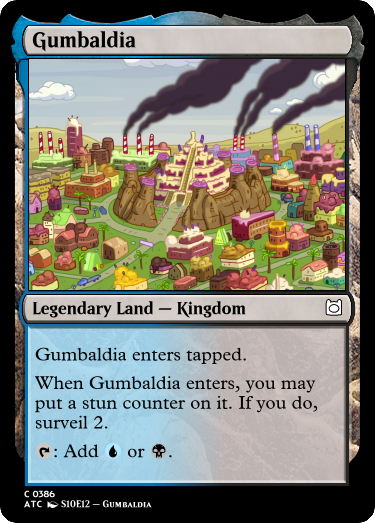 Gumbaldia
Legendary Land — Kingdom
Gumbaldia enters tapped.
When Gumbaldia enters, you may
put a stun counter on it. If you do,
surveil 2.
: Add or .
C 0386
ATC S10E12 — Gumbaldia